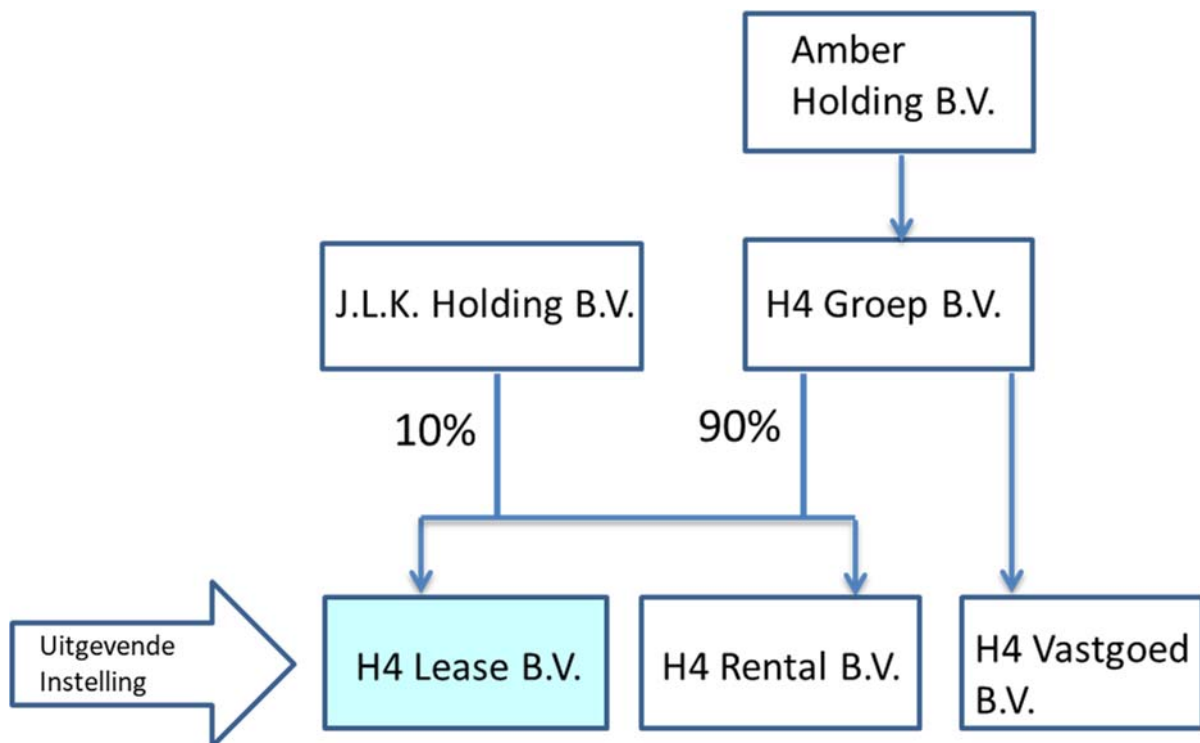 Amber
Holding B.V.
J.L.K. Holding B.V.
H4 Groep B.V.
10%
90%
Uitgevende
Instelling
H4 Lease B.V.
H4 Rental B.V.
H4 Vastgoed
B.V.